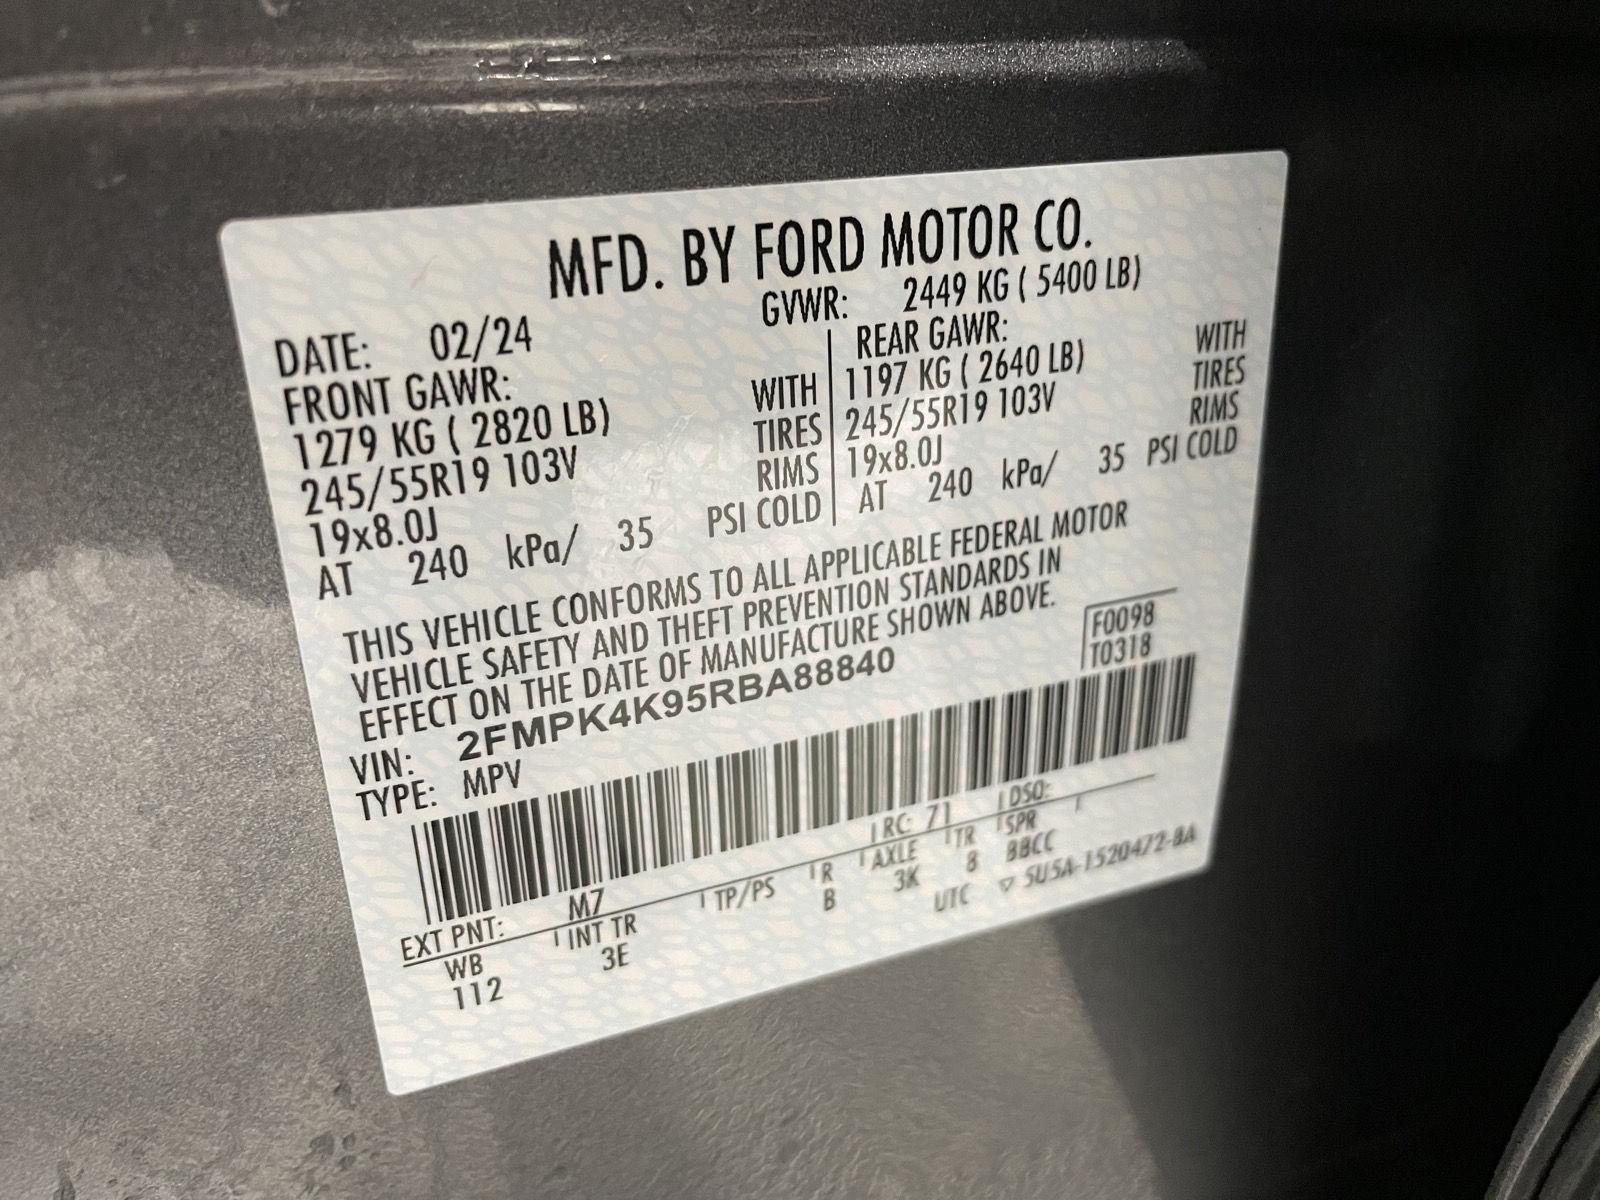 MFD. BY FORD MOTOR CO.
DATE: 02/24 GVWR: 2449 KG ( 5400 LB)
FRONT GAWR: REAR GAWR:
1279 KG ( 2820 LB) WITH 1197 KG ( 2640 LB) WITH
245/55R19 103V TIRES 245/55R19 103V TIRES
19x8.0J RIMS 19x8.0J RIMS
AT 240 kPa/ 35 PSI COLD AT 240 kPa/ 35 PSI COLD
THIS VEHICLE CONFORMS TO ALL APPLICABLE FEDERAL MOTOR
VEHICLE SAFETY AND THEFT PREVENTION STANDARDS IN
EFFECT ON THE DATE OF MANUFACTURE SHOWN ABOVE.
F0098
T0318
VIN: 2FMPK4K95RBA88840
TYPE: MPV
EXT PNT: M7 RC: 71 DSO:
WB INT TR TP/PS R AXLE TR SPR
112 3E B 3K 8 BBCC
UTC ▽ 5U5A-1520472-BA